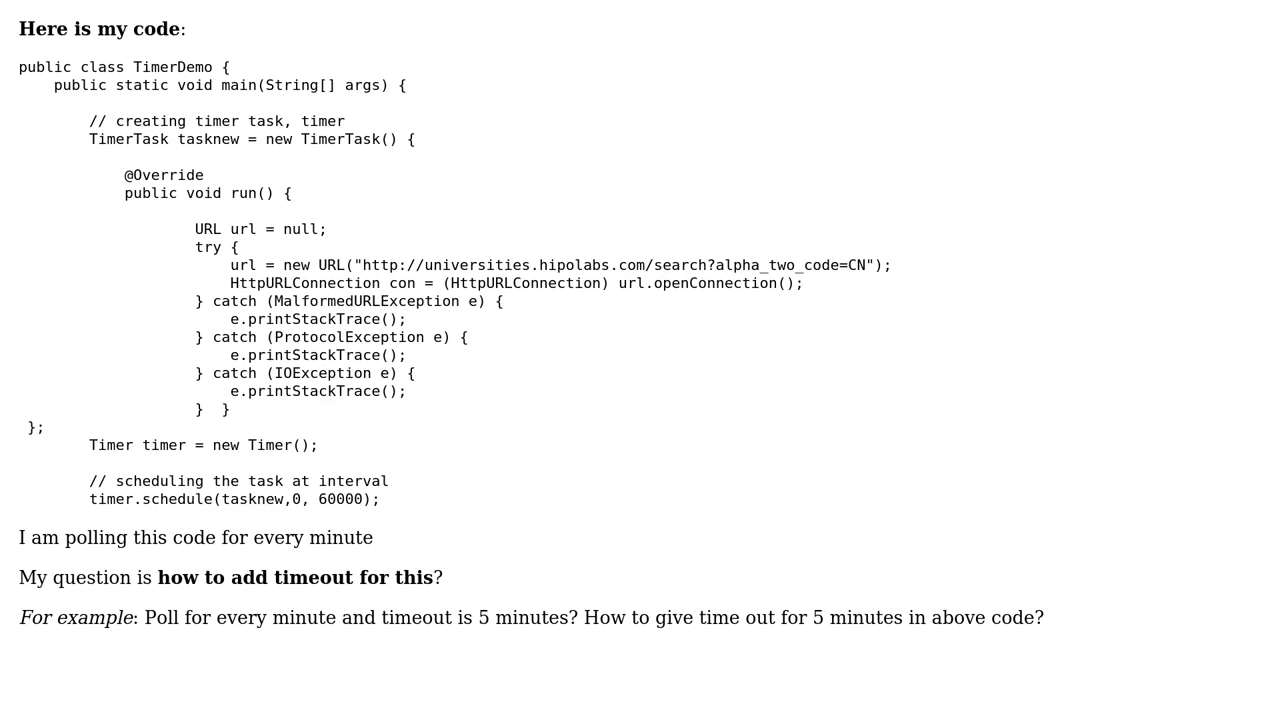 Here is my code:
public class TimerDemo {
    public static void main(String[] args) {
        // creating timer task, timer
        TimerTask tasknew = new TimerTask() {
            @Override
            public void run() {
                    URL url = null;
                    try {
                        url = new URL("http://universities.hipolabs.com/search?alpha_two_code=CN");
                        HttpURLConnection con = (HttpURLConnection) url.openConnection();
                    } catch (MalformedURLException e) {
                        e.printStackTrace();
                    } catch (ProtocolException e) {
                        e.printStackTrace();
                    } catch (IOException e) {
                        e.printStackTrace();
                    }  }
 };
        Timer timer = new Timer();
        // scheduling the task at interval
        timer.schedule(tasknew,0, 60000);
I am polling this code for every minute
My question is how to add timeout for this?
For example: Poll for every minute and timeout is 5 minutes? How to give time out for 5 minutes in above code?